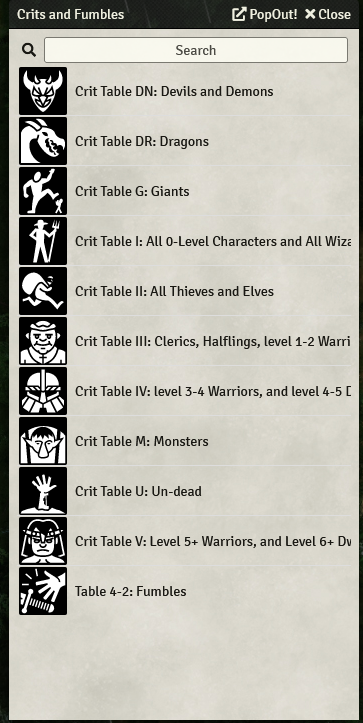 Crits and Fumbles PopOut! Close
Search
Crit Table DN: Devils and Demons
Crit Table DR: Dragons
Crit Table G: Giants
Crit Table I: All 0-Level Characters and All Wiza
Crit Table II: All Thieves and Elves
Crit Table III: Clerics, Halflings, level 1-2 Warri
Crit Table IV: level 3-4 Warriors, and level 4-5 D
Crit Table M: Monsters
Crit Table U: Un-dead
Crit Table V: Level 5+ Warriors, and Level 6+ Dw
Table 4-2: Fumbles